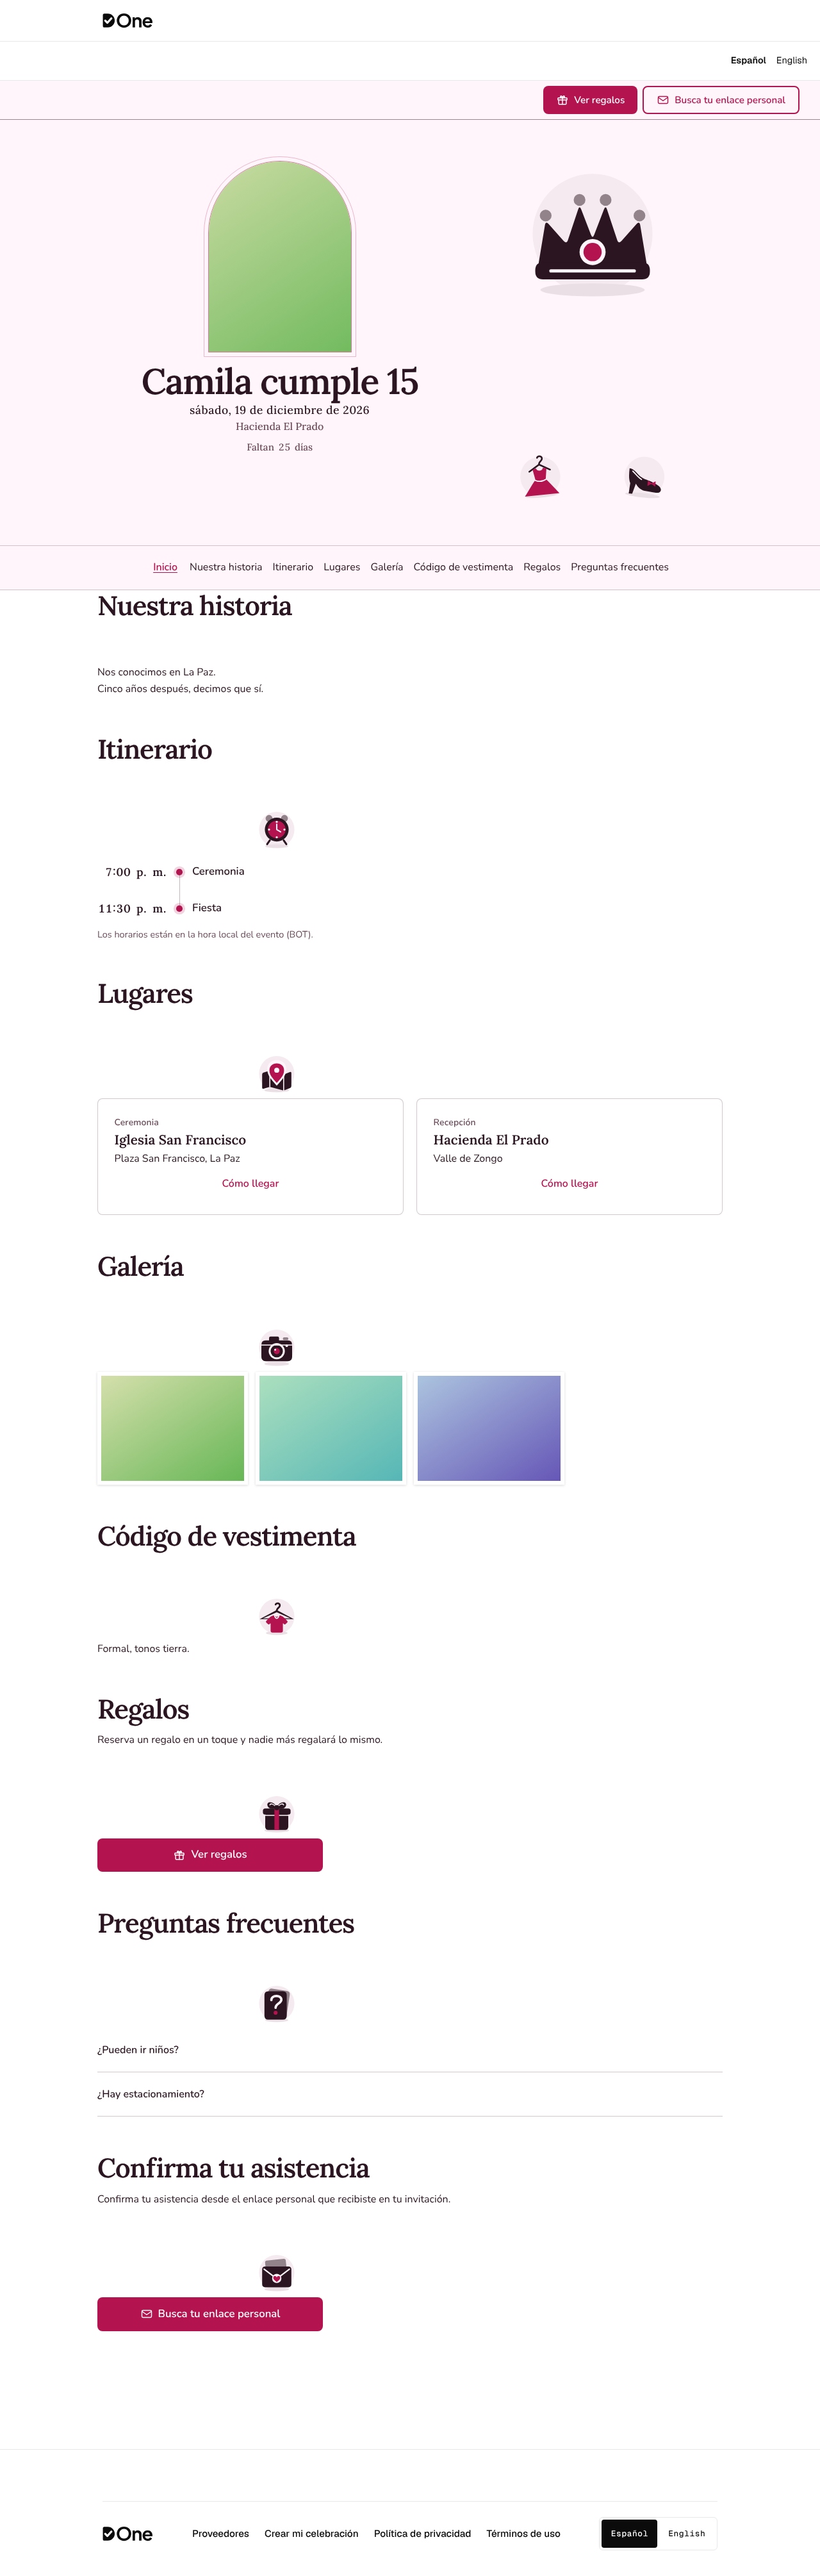 One
Español English
Ver regalos Busca tu enlace personal
Camila cumple 15
sábado, 19 de diciembre de 2026
Hacienda El Prado
Faltan 25 días
Inicio Nuestra historia Itinerario Lugares Galería Código de vestimenta Regalos Preguntas frecuentes
Nuestra historia
Nos conocimos en La Paz.
Cinco años después, decimos que sí.
Itinerario
7:00 p. m. Ceremonia
11:30 p. m. Fiesta
Los horarios están en la hora local del evento (BOT).
Lugares
Ceremonia
Iglesia San Francisco
Plaza San Francisco, La Paz
Cómo llegar
Recepción
Hacienda El Prado
Valle de Zongo
Cómo llegar
Galería
Código de vestimenta
Formal, tonos tierra.
Regalos
Reserva un regalo en un toque y nadie más regalará lo mismo.
Ver regalos
Preguntas frecuentes
?
¿Pueden ir niños?
¿Hay estacionamiento?
Confirma tu asistencia
Confirma tu asistencia desde el enlace personal que recibiste en tu invitación.
Busca tu enlace personal
One Proveedores Crear mi celebración Política de privacidad Términos de uso Español English